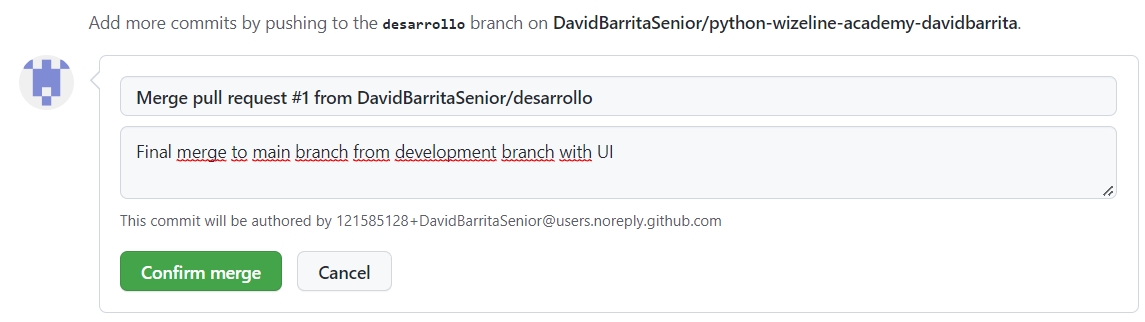 Add more commits by pushing to the desarrollo branch on DavidBarritaSenior/python-wizeline-academy-davidbarrita.
Merge pull request #1 from DavidBarritaSenior/desarrollo
Final merge to main branch from development branch with UI
This commit will be authored by 121585128+DavidBarritaSenior@users.noreply.github.com
Confirm merge
Cancel